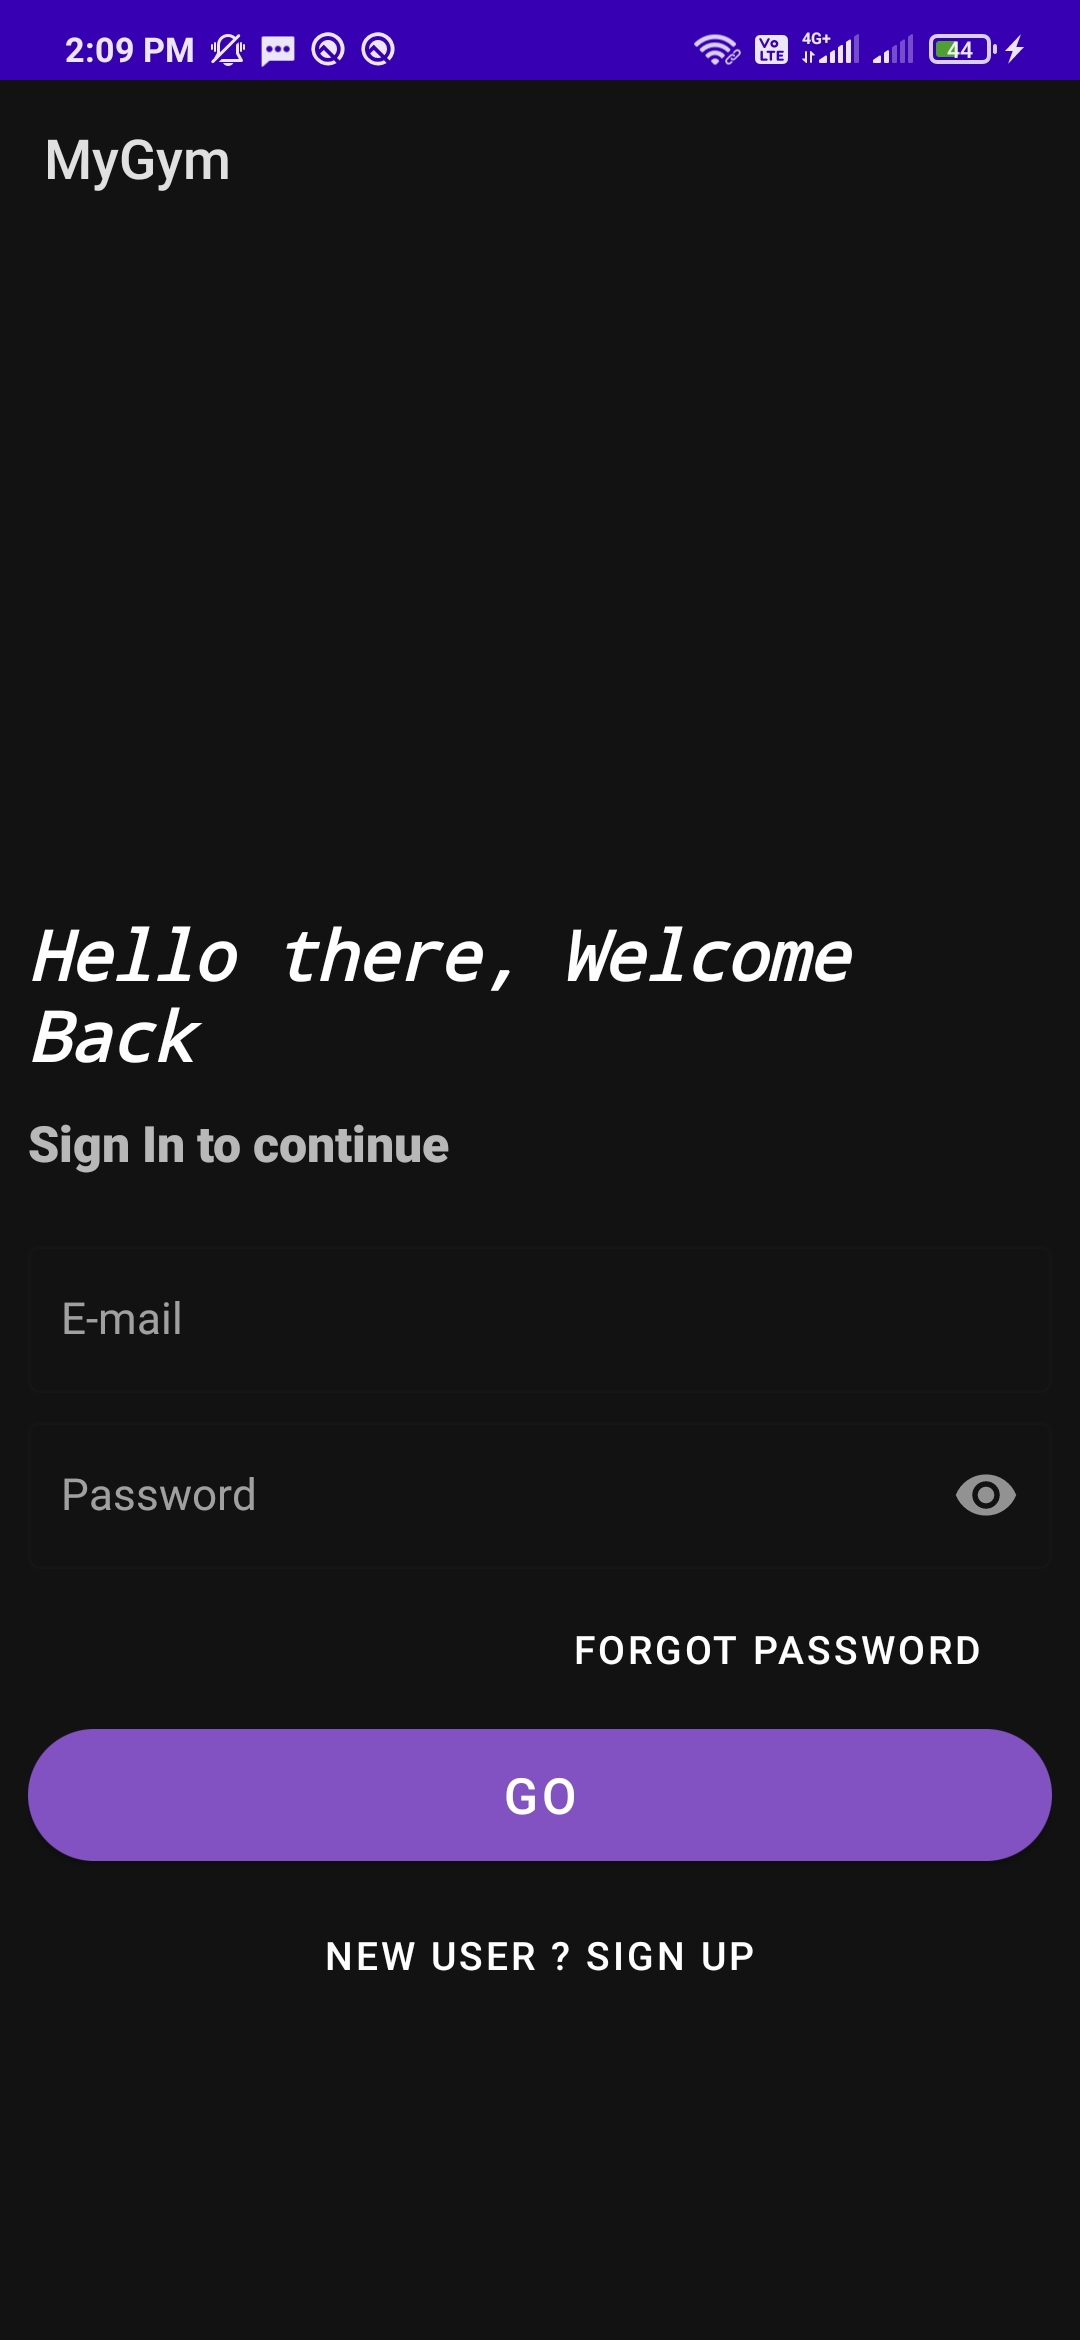 2:09 PM
Vo LTE 4G+ 44
MyGym
Hello there, Welcome
Back
Sign In to continue
E-mail
Password
FORGOT PASSWORD
GO
NEW USER ? SIGN UP